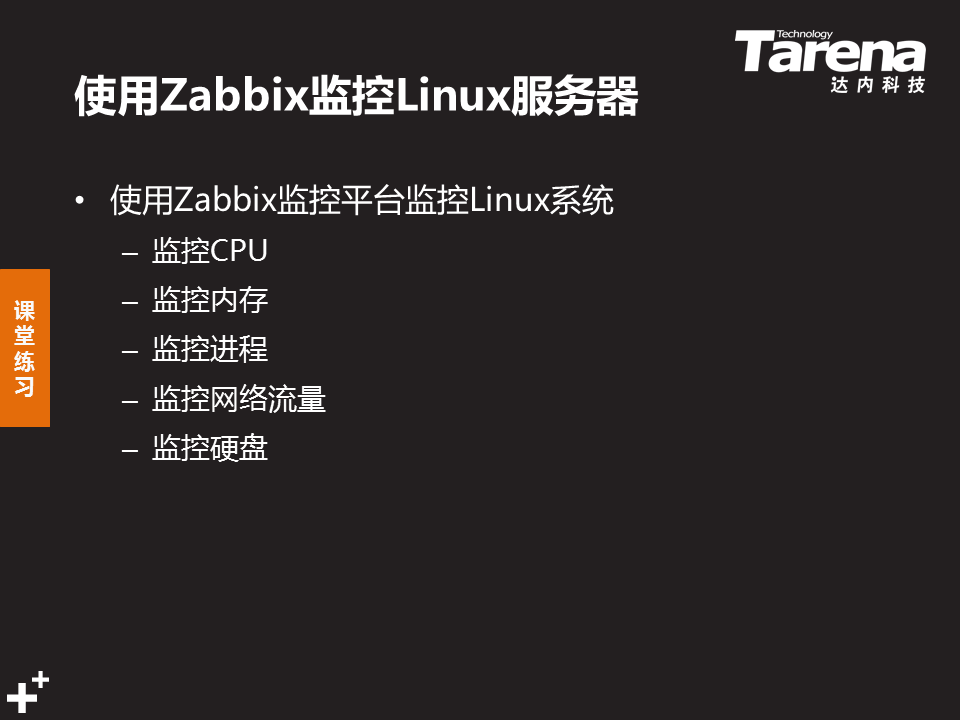 Technology
Tarena
达内科技
使用Zabbix监控Linux服务器
• 使用Zabbix监控平台监控Linux系统
– 监控CPU
– 监控内存
– 监控进程
– 监控网络流量
– 监控硬盘
课堂练习